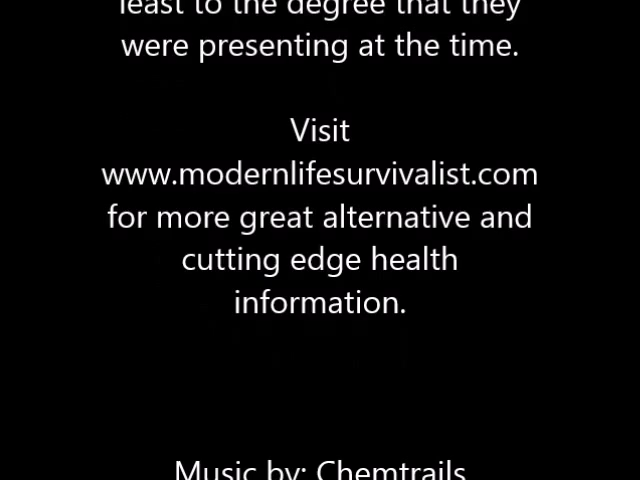 least to the degree that they
were presenting at the time.
Visit
www.modernlifesurvivalist.com
for more great alternative and
cutting edge health
information.
Music by: Chemtrails